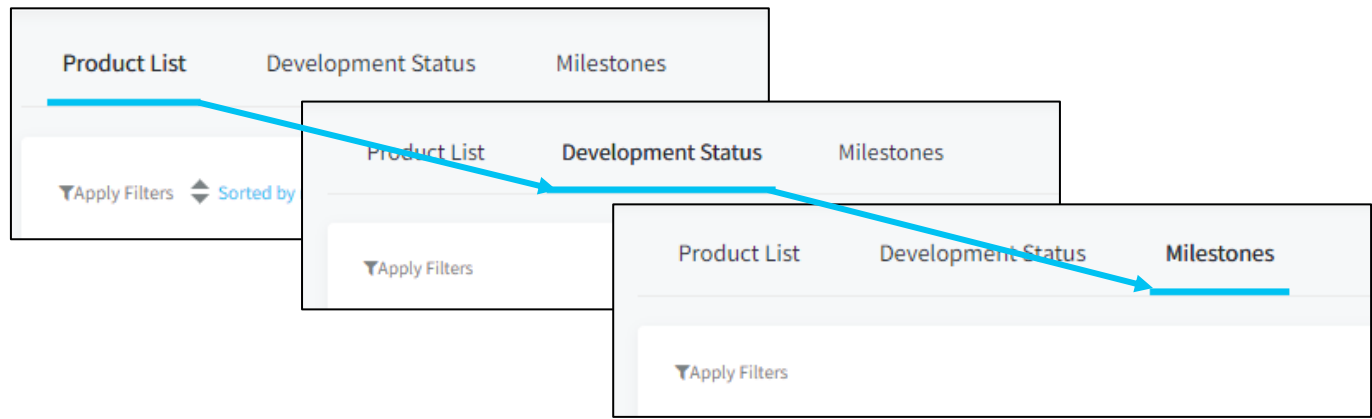 Product List Development Status Milestones
Apply Filters Sorted by
Product List Development Status Milestones
Apply Filters
Product List Development Status Milestones
Apply Filters